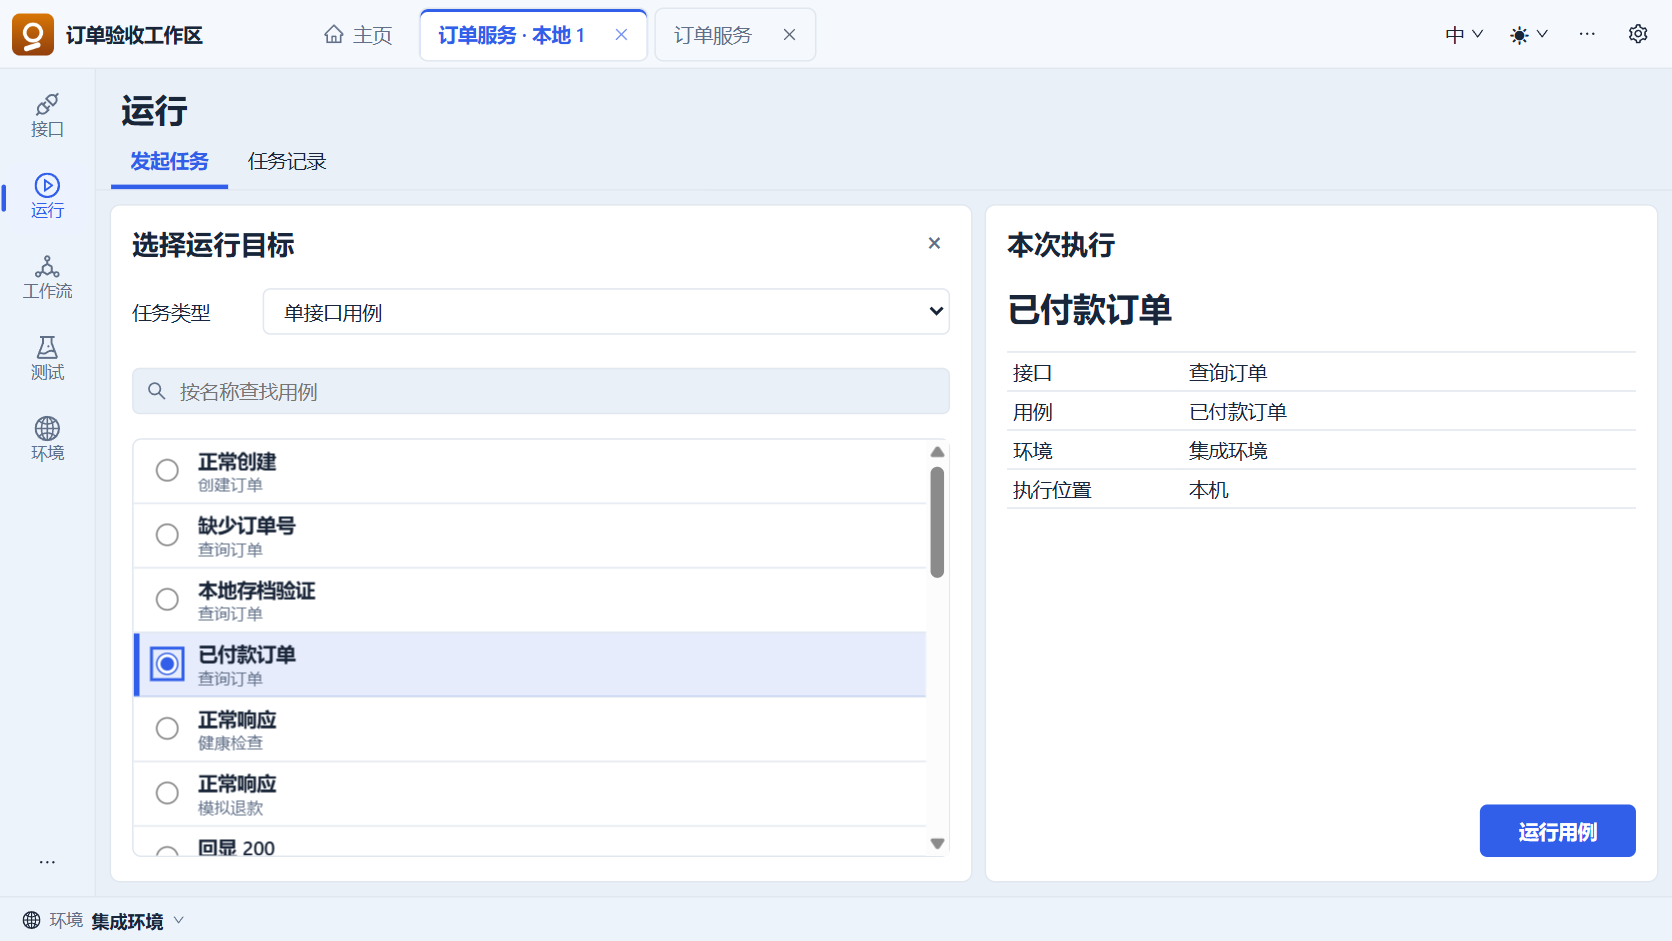 订单验收工作区
主页
订单服务 · 本地 1
订单服务
中
接口
运行
工作流
测试
环境
运行
发起任务
任务记录
选择运行目标
任务类型
单接口用例
按名称查找用例
正常创建
创建订单
缺少订单号
查询订单
本地存档验证
查询订单
已付款订单
查询订单
正常响应
健康检查
正常响应
模拟退款
回显 200
本次执行
已付款订单
接口 查询订单
用例 已付款订单
环境 集成环境
执行位置 本机
运行用例
环境 集成环境